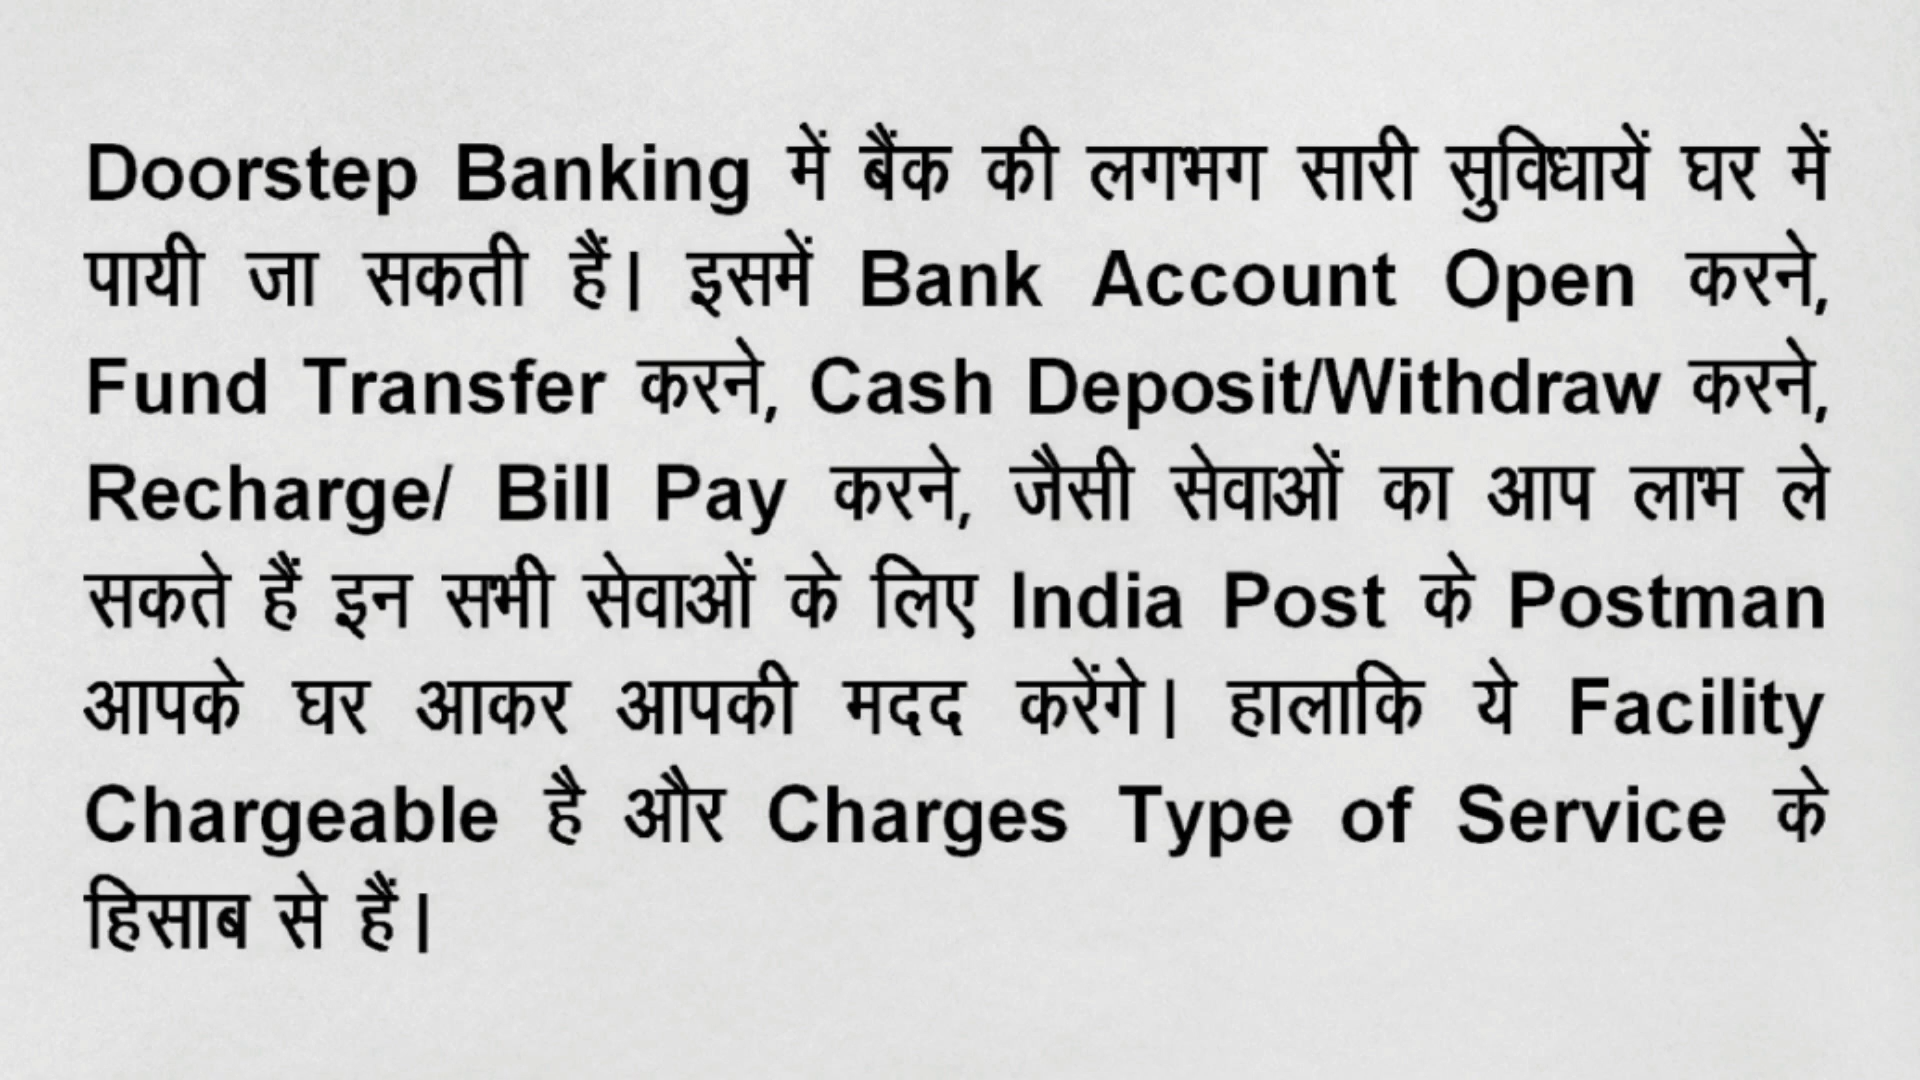 Doorstep Banking में बैंक की लगभग सारी सुविधायें घर में
पायी जा सकती हैं। इसमें Bank Account Open करने,
Fund Transfer करने, Cash Deposit/Withdraw करने,
Recharge/ Bill Pay करने, जैसी सेवाओं का आप लाभ ले
सकते हैं इन सभी सेवाओं के लिए India Post के Postman
आपके घर आकर आपकी मदद करेंगे। हालाकि ये Facility
Chargeable है और Charges Type of Service के
हिसाब से हैं।